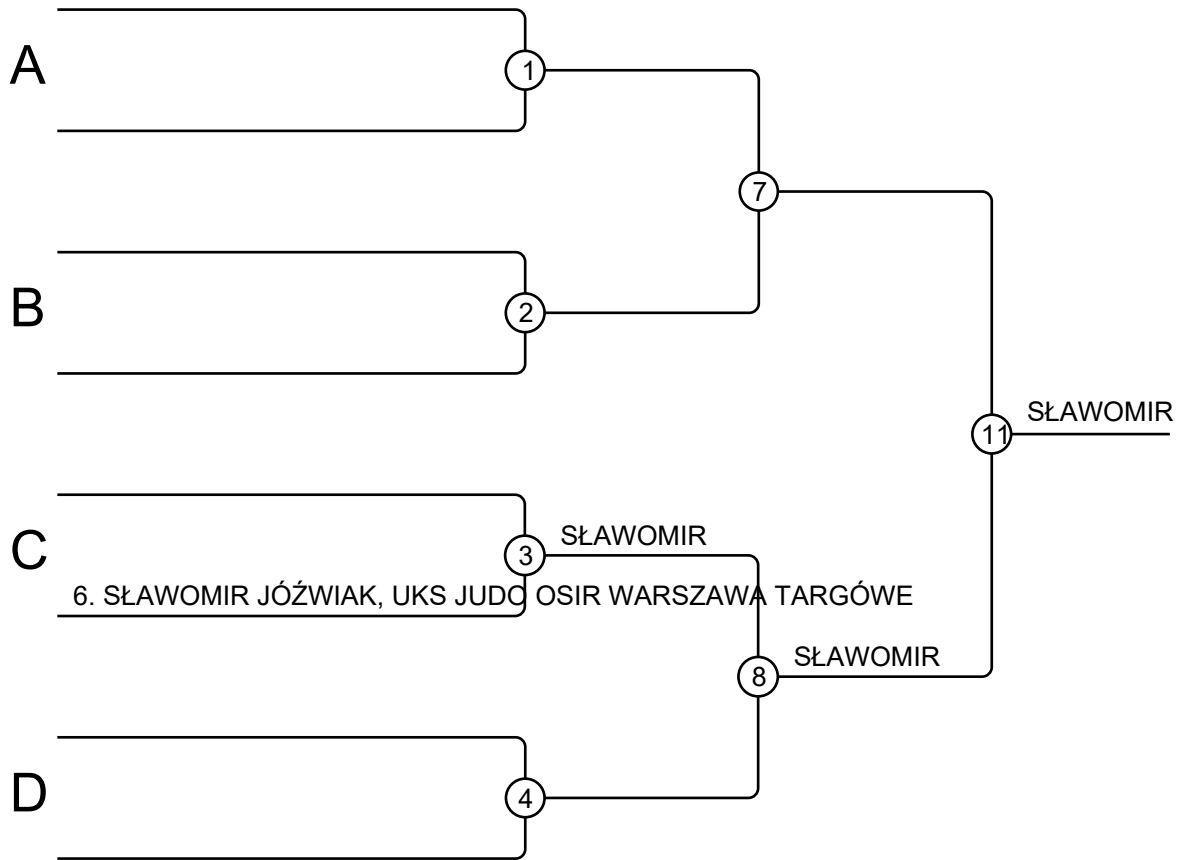 A
1
7
B
2
SŁAWOMIR
11
C
SŁAWOMIR
3
6. SŁAWOMIR JÓŹWIAK, UKS JUDO OSIR WARSZAWA TARGÓWE
SŁAWOMIR
8
D
4